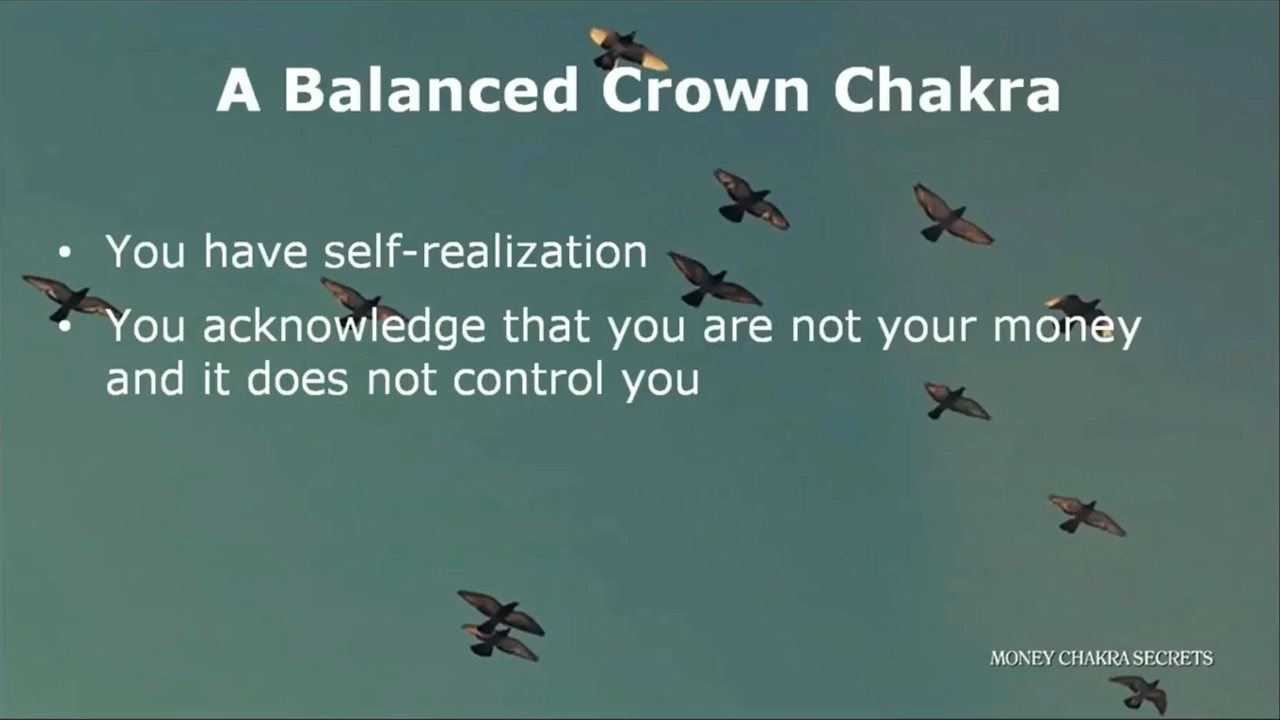 A Balanced Crown Chakra
• You have self-realization
• You acknowledge that you are not your money
and it does not control you
MONEY CHAKRA SECRETS